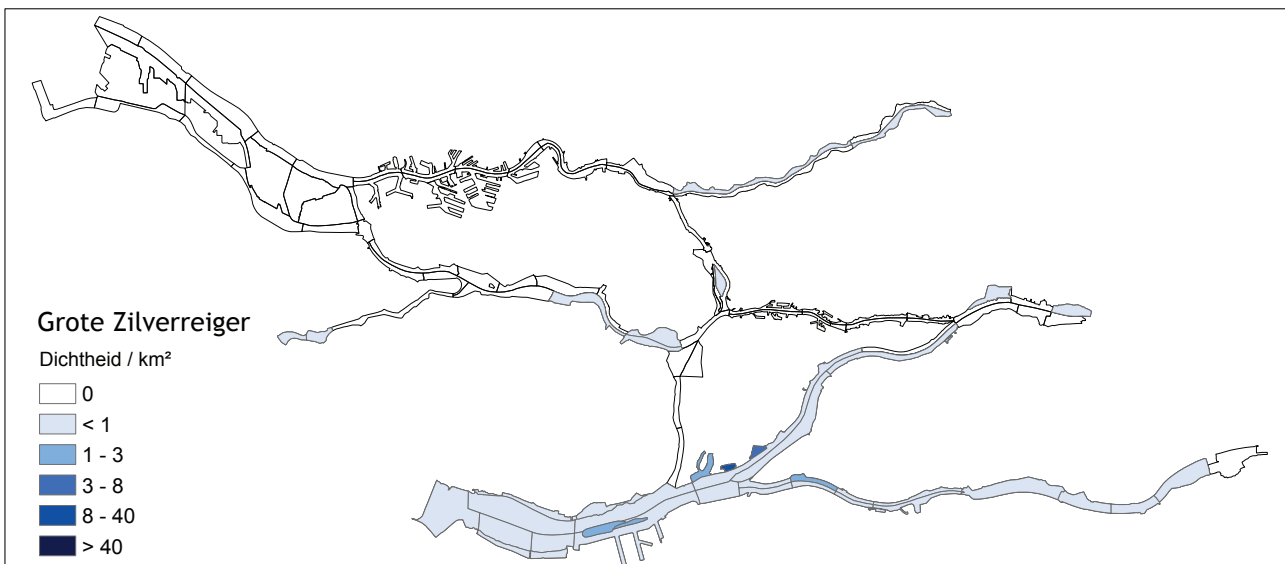 Grote Zilverreiger
Dichtheid / km²
0
< 1
1 - 3
3 - 8
8 - 40
> 40